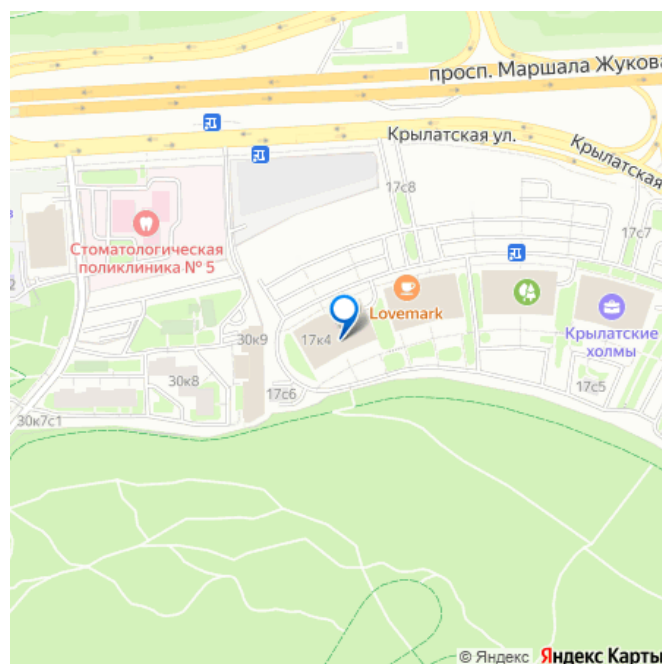 просп. Маршала Жукова
Крылатская ул.
Крылатская
17с8
17с7
Стоматологическая
поликлиника № 5
2
Lovemark
Крылатские
холмы
17к4
30к9
30к8
17с6
17с5
30к7с1
© Яндекс Яндекс Карты